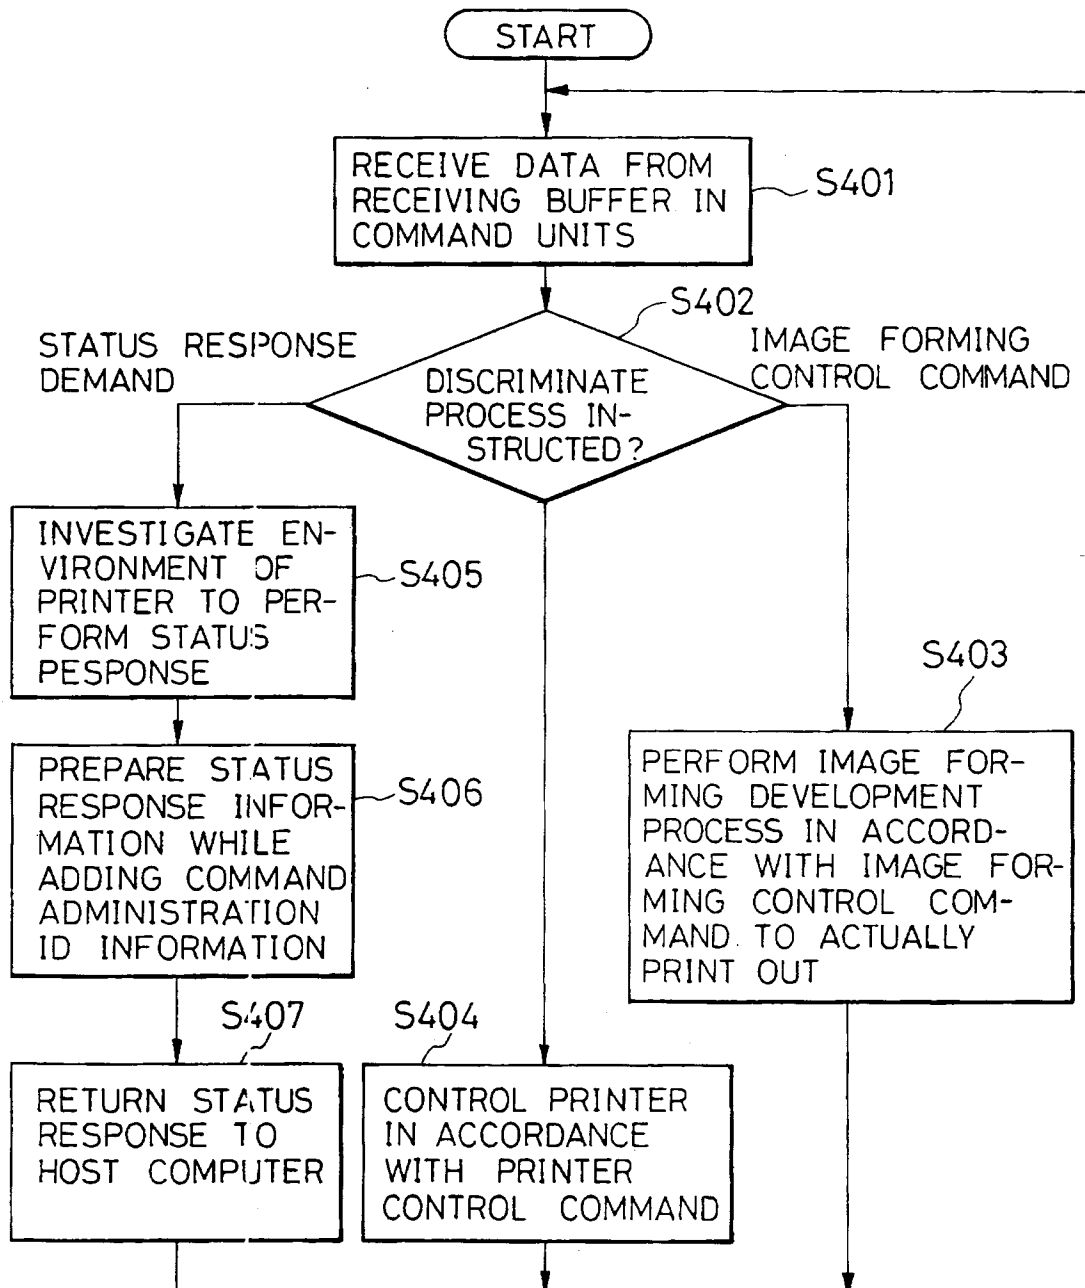 START
RECEIVE DATA FROM
RECEIVING BUFFER IN
COMMAND UNITS
S401
S402
STATUS RESPONSE
DEMAND
IMAGE FORMING
CONTROL COMMAND
DISCRIMINATE
PROCESS IN-
STRUCTED?
INVESTIGATE EN-
VIRONMENT OF
PRINTER TO PER-
FORM STATUS
PESPONSE
S405
S403
PREPARE STATUS
RESPONSE INFOR-
MATION WHILE
ADDING COMMAND
ADMINISTRATION
ID INFORMATION
S406
PERFORM IMAGE FOR-
MING DEVELOPMENT
PROCESS IN ACCORD-
ANCE WITH IMAGE FOR-
MING CONTROL COM-
MAND TO ACTUALLY
PRINT OUT
S407
S404
RETURN STATUS
RESPONSE TO
HOST COMPUTER
CONTROL PRINTER
IN ACCORDANCE
WITH PRINTER
CONTROL COMMAND